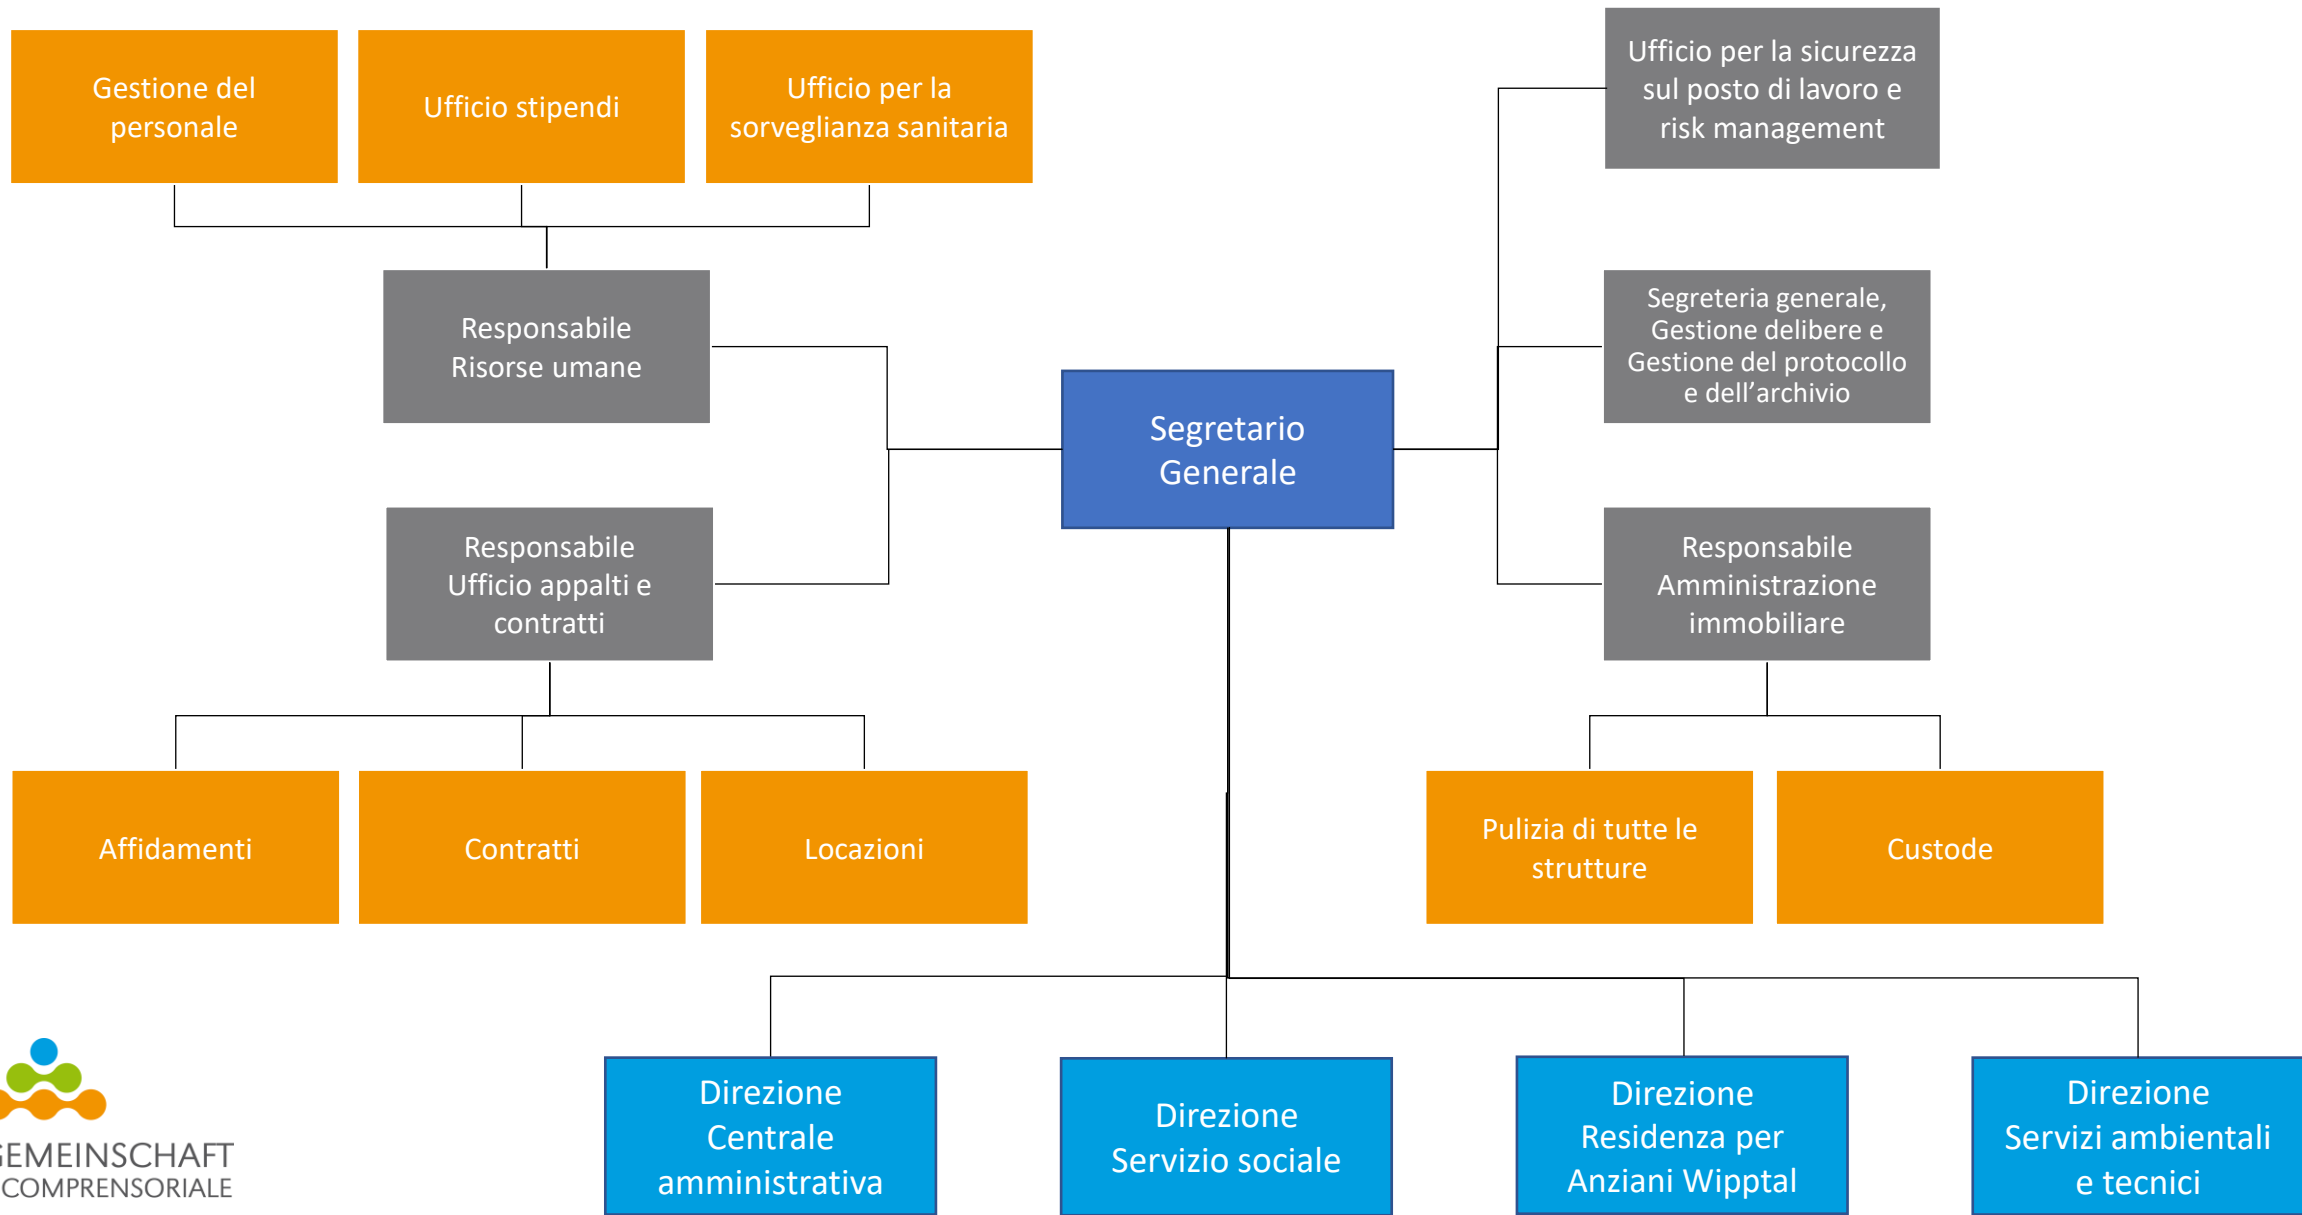 Gestione del
personale
Ufficio stipendi
Ufficio per la
sorveglianza sanitaria
Ufficio per la sicurezza
sul posto di lavoro e
risk management
Responsabile
Risorse umane
Segreteria generale,
Gestione delibere e
Gestione del protocollo
e dell’archivio
Segretario
Generale
Responsabile
Ufficio appalti e
contratti
Responsabile
Amministrazione
immobiliare
Affidamenti
Contratti
Locazioni
Pulizia di tutte le
strutture
Custode
Direzione
Centrale
amministrativa
Direzione
Servizio sociale
Direzione
Residenza per
Anziani Wipptal
Direzione
Servizi ambientali
e tecnici
GEMEINSCHAFT
COMPRENSORIALE